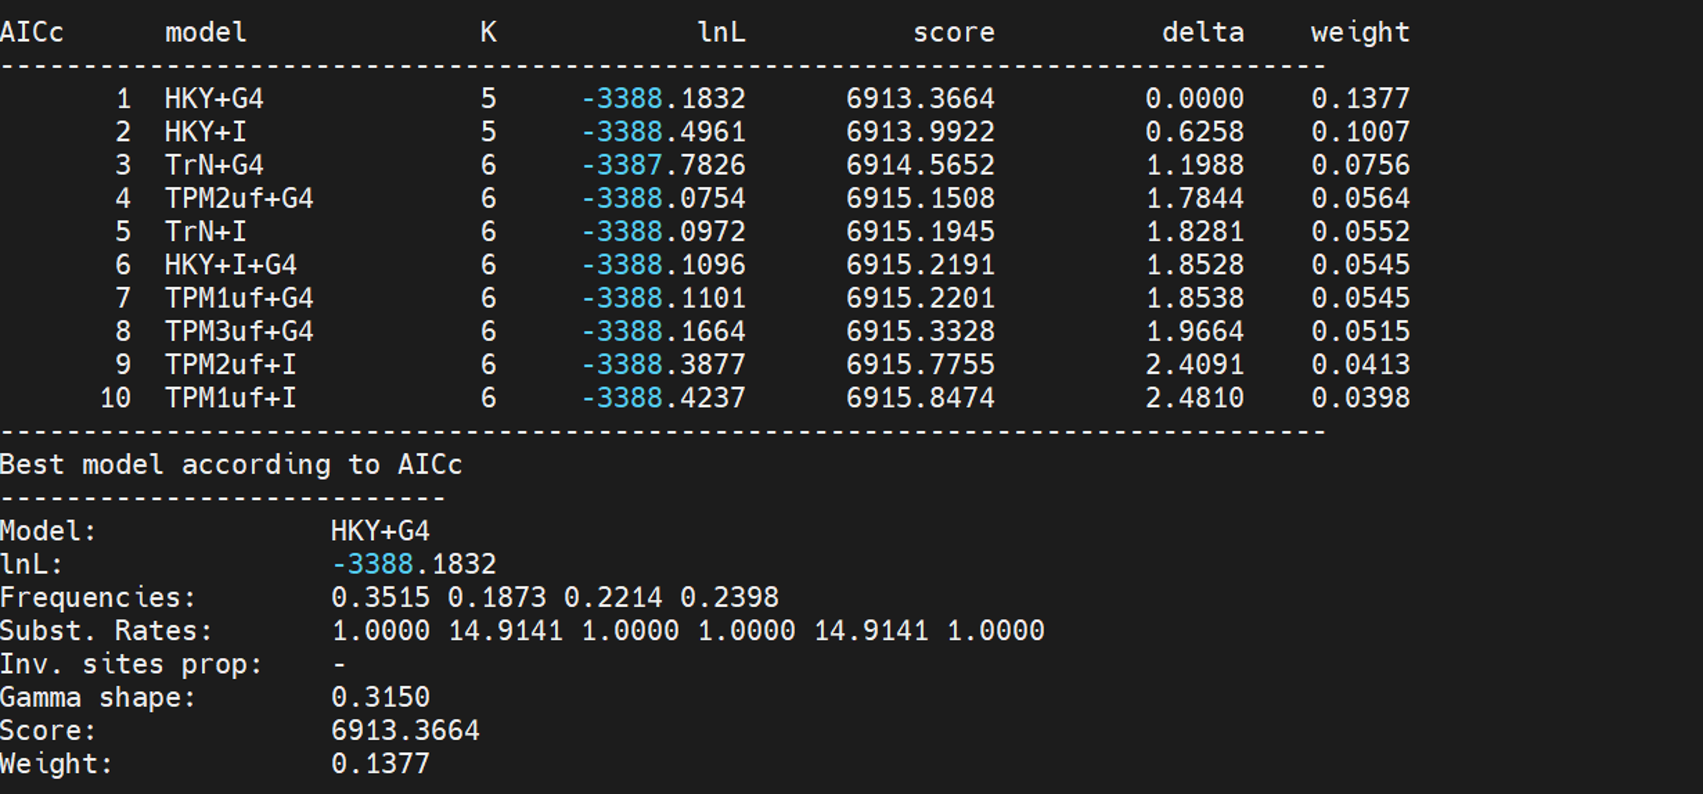 AICc model K lnL score delta weight
--------------------------------------------------------------------------------
1 HKY+G4 5 -3388.1832 6913.3664 0.0000 0.1377
2 HKY+I 5 -3388.4961 6913.9922 0.6258 0.1007
3 TrN+G4 6 -3387.7826 6914.5652 1.1988 0.0756
4 TPM2uf+G4 6 -3388.0754 6915.1508 1.7844 0.0564
5 TrN+I 6 -3388.0972 6915.1945 1.8281 0.0552
6 HKY+I+G4 6 -3388.1096 6915.2191 1.8528 0.0545
7 TPM1uf+G4 6 -3388.1101 6915.2201 1.8538 0.0545
8 TPM3uf+G4 6 -3388.1664 6915.3328 1.9664 0.0515
9 TPM2uf+I 6 -3388.3877 6915.7755 2.4091 0.0413
10 TPM1uf+I 6 -3388.4237 6915.8474 2.4810 0.0398
--------------------------------------------------------------------------------
Best model according to AICc
---------------------------
Model: HKY+G4
lnL: -3388.1832
Frequencies: 0.3515 0.1873 0.2214 0.2398
Subst. Rates: 1.0000 14.9141 1.0000 1.0000 14.9141 1.0000
Inv. sites prop: -
Gamma shape: 0.3150
Score: 6913.3664
Weight: 0.1377